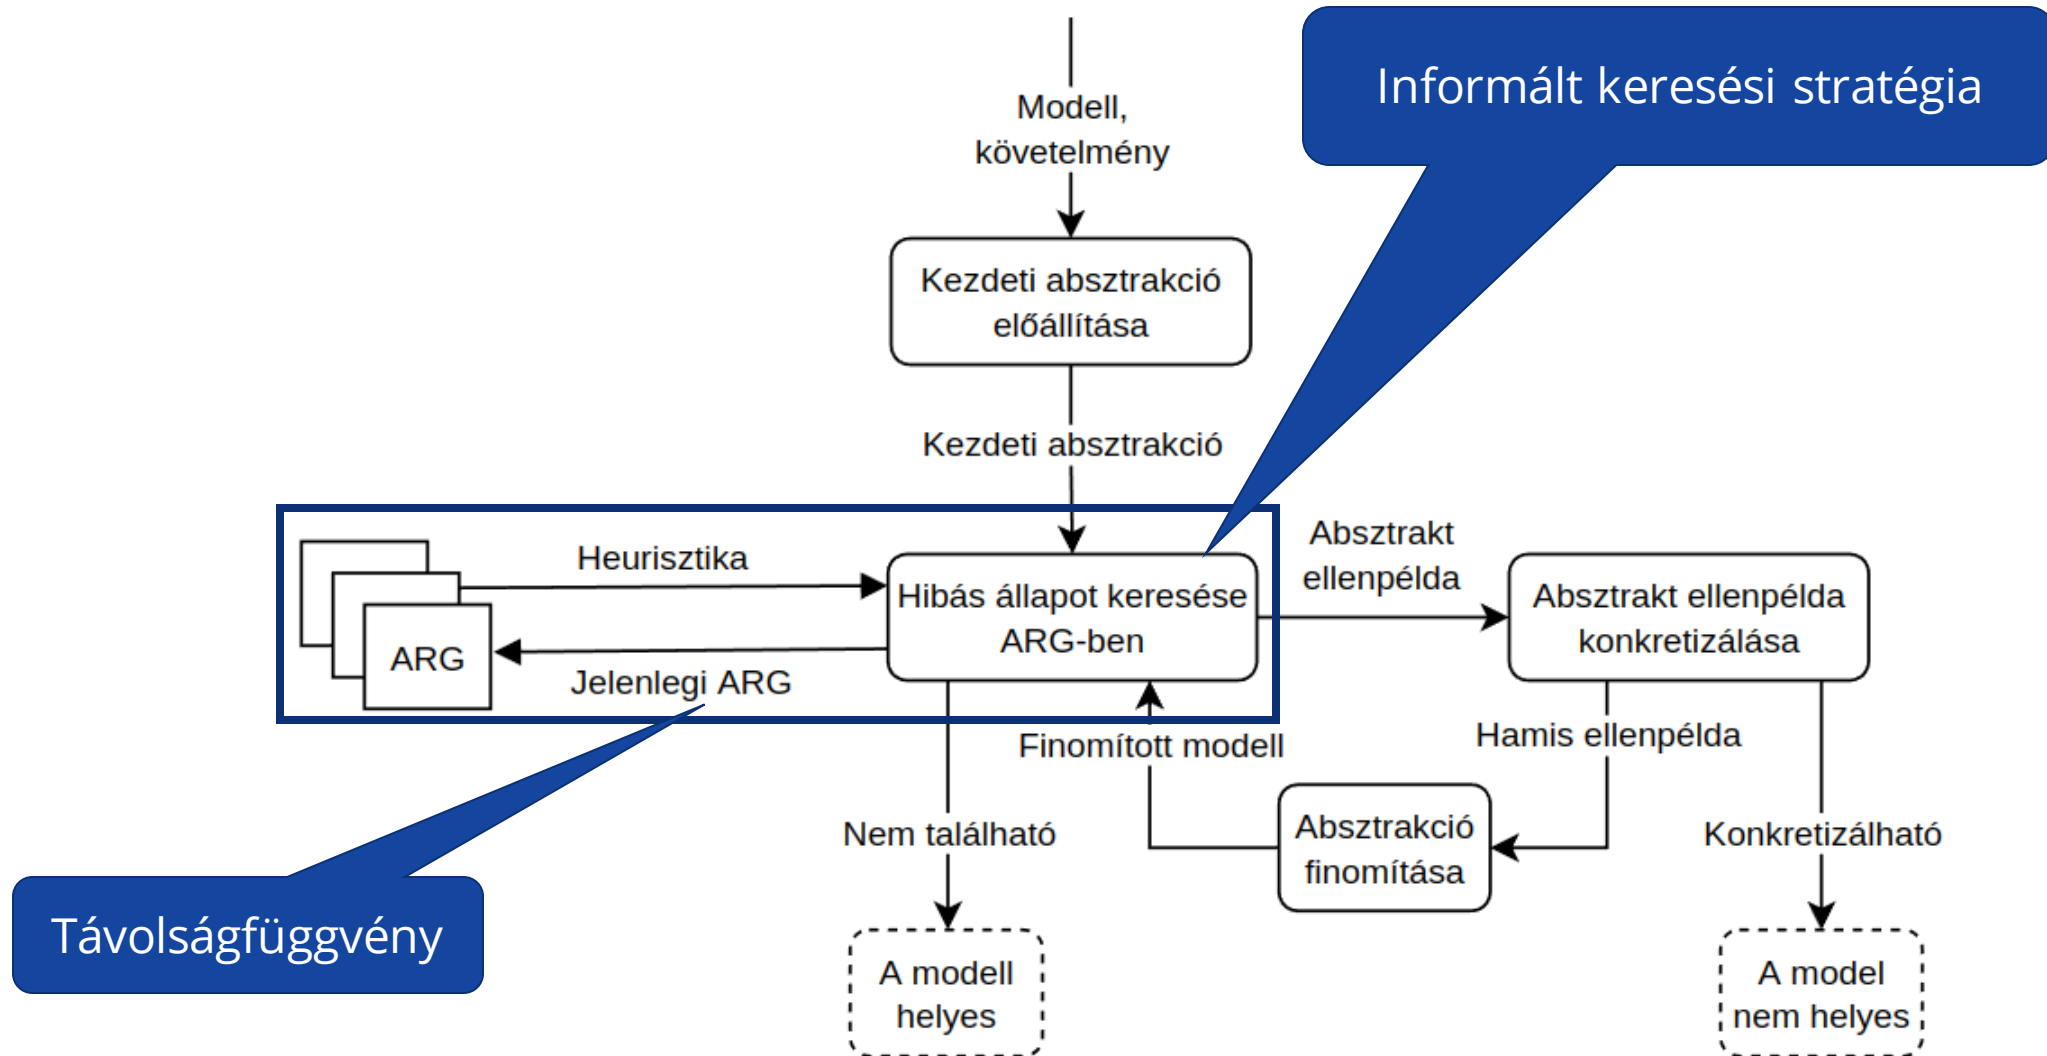 Informált keresési stratégia
Modell,
követelmény
Kezdeti absztrakció
előállítása
Kezdeti absztrakció
Heurisztika
ARG
Jelenlegi ARG
Hibás állapot keresése
ARG-ben
Absztrakt
ellenpélda
Absztrakt ellenpélda
konkretizálása
Finomított modell
Hamis ellenpélda
Absztrakció
finomítása
Nem található
Konkretizálható
Távolságfüggvény
A modell
helyes
A model
nem helyes